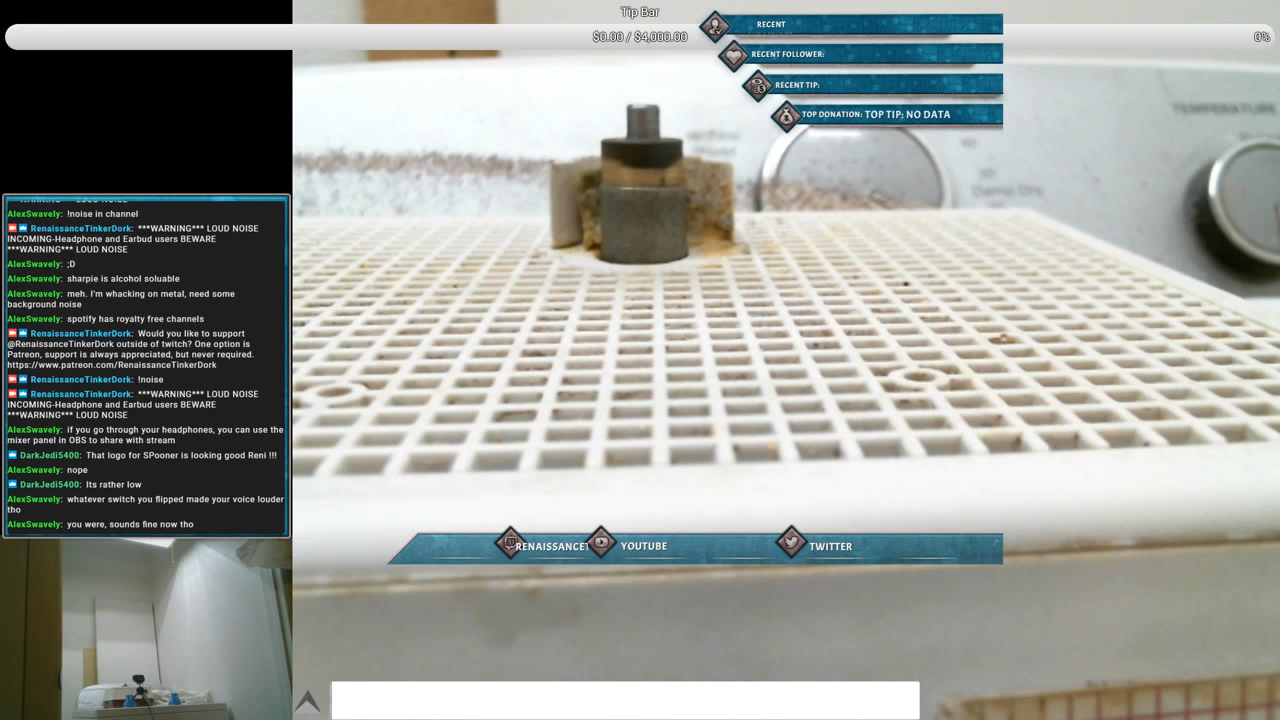 Tip Bar
$0.00 / $4,000.00
0%
RECENT
RECENT FOLLOWER:
RECENT TIP:
TOP DONATION: TOP TIP: NO DATA
TEMPERATURE
AlexSwavely: !noise in channel
RenaissanceTinkerDork: ***WARNING*** LOUD NOISE
INCOMING-Headphone and Earbud users BEWARE
***WARNING*** LOUD NOISE
AlexSwavely: ;D
AlexSwavely: sharpie is alcohol soluable
AlexSwavely: meh. I'm whacking on metal, need some
background noise
AlexSwavely: spotify has royalty free channels
RenaissanceTinkerDork: Would you like to support
@RenaissanceTinkerDork outside of twitch? One option is
Patreon, support is always appreciated, but never required.
https://www.patreon.com/RenaissanceTinkerDork
RenaissanceTinkerDork: !noise
RenaissanceTinkerDork: ***WARNING*** LOUD NOISE
INCOMING-Headphone and Earbud users BEWARE
***WARNING*** LOUD NOISE
AlexSwavely: if you go through your headphones, you can use the
mixer panel in OBS to share with stream
DarkJedi5400: That logo for SPooner is looking good Reni !!!
AlexSwavely: nope
DarkJedi5400: Its rather low
AlexSwavely: whatever switch you flipped made your voice louder
tho
AlexSwavely: you were, sounds fine now tho
RENAISSANCET
YOUTUBE
TWITTER